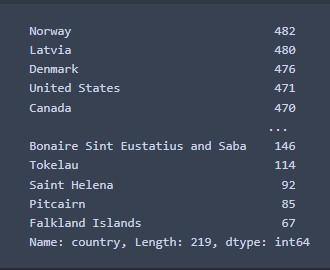 Norway 482
Latvia 480
Denmark 476
United States 471
Canada 470
...
Bonaire Sint Eustatius and Saba 146
Tokelau 114
Saint Helena 92
Pitcairn 85
Falkland Islands 67
Name: country, Length: 219, dtype: int64